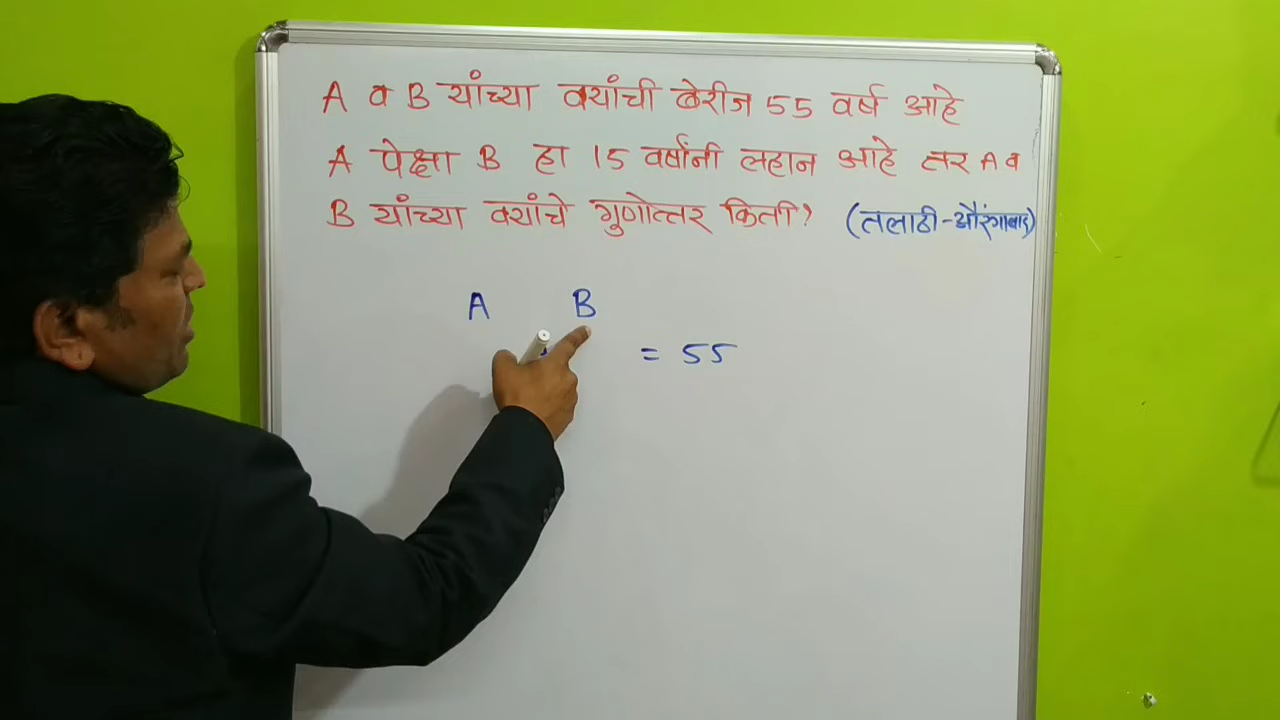 A व B यांच्या वयांची बेरीज 55 वर्ष आहे
A पेक्षा B हा 15 वर्षांनी लहान आहे तर A व
B यांच्या वयांचे गुणोत्तर किती? (तलाठी-औरंगाबाद)
A B
= 55